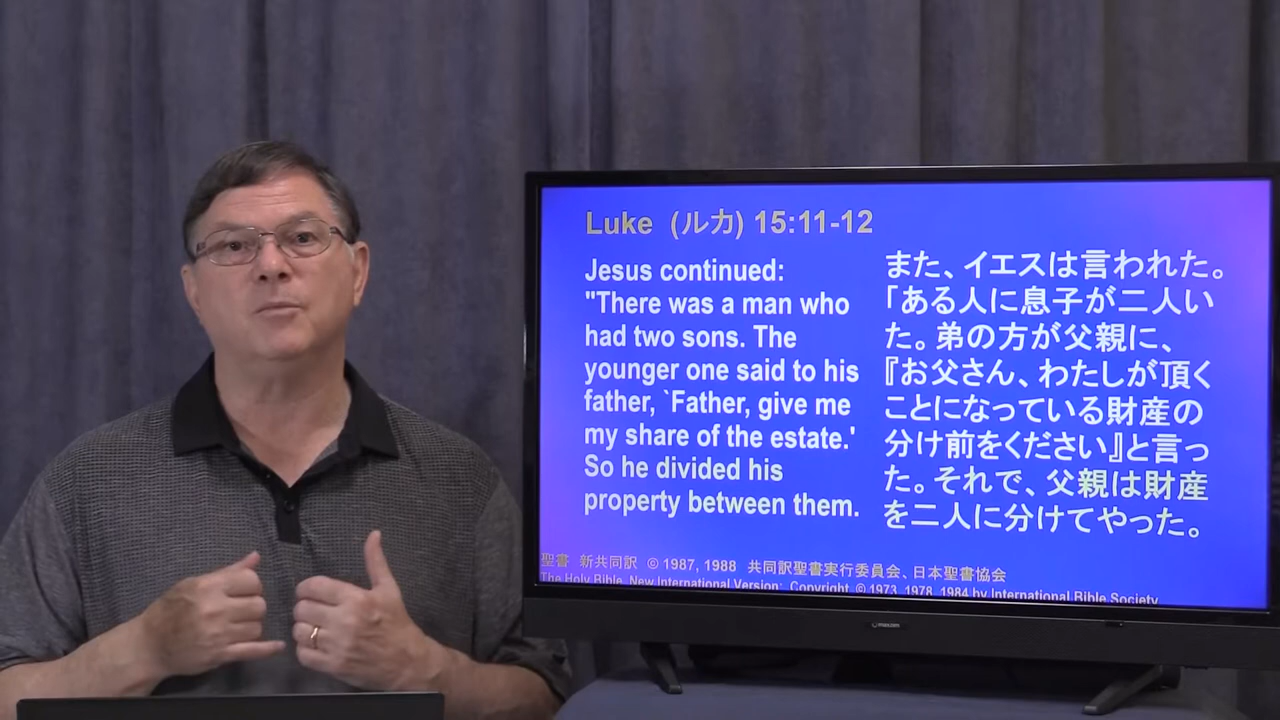 Luke (ルカ) 15:11-12
Jesus continued:
"There was a man who
had two sons. The
younger one said to his
father, `Father, give me
my share of the estate.'
So he divided his
property between them.
また、イエスは言われた。
「ある人に息子が二人い
た。弟の方が父親に、
『お父さん、わたしが頂く
ことになっている財産の
分け前をください』と言っ
た。それで、父親は財産
を二人に分けてやった。
聖書 新共同訳 © 1987, 1988 共同訳聖書実行委員会、日本聖書協会
The Holy Bible, New International Version: Copyright © 1973, 1978, 1984 by International Bible Society